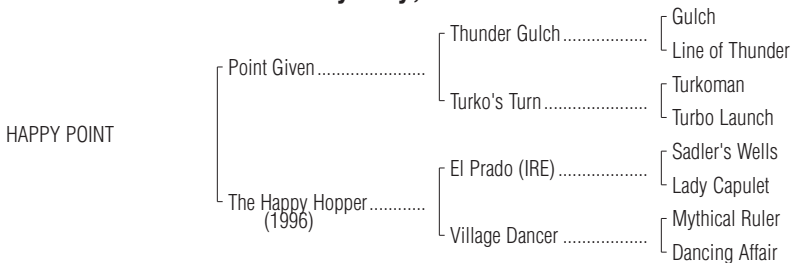 Gulch
Thunder Gulch
Line of Thunder
Point Given
Turkoman
Turko's Turn
Turbo Launch
HAPPY POINT
Sadler's Wells
El Prado (IRE)
Lady Capulet
The Happy Hopper
(1996)
Mythical Ruler
Village Dancer
Dancing Affair